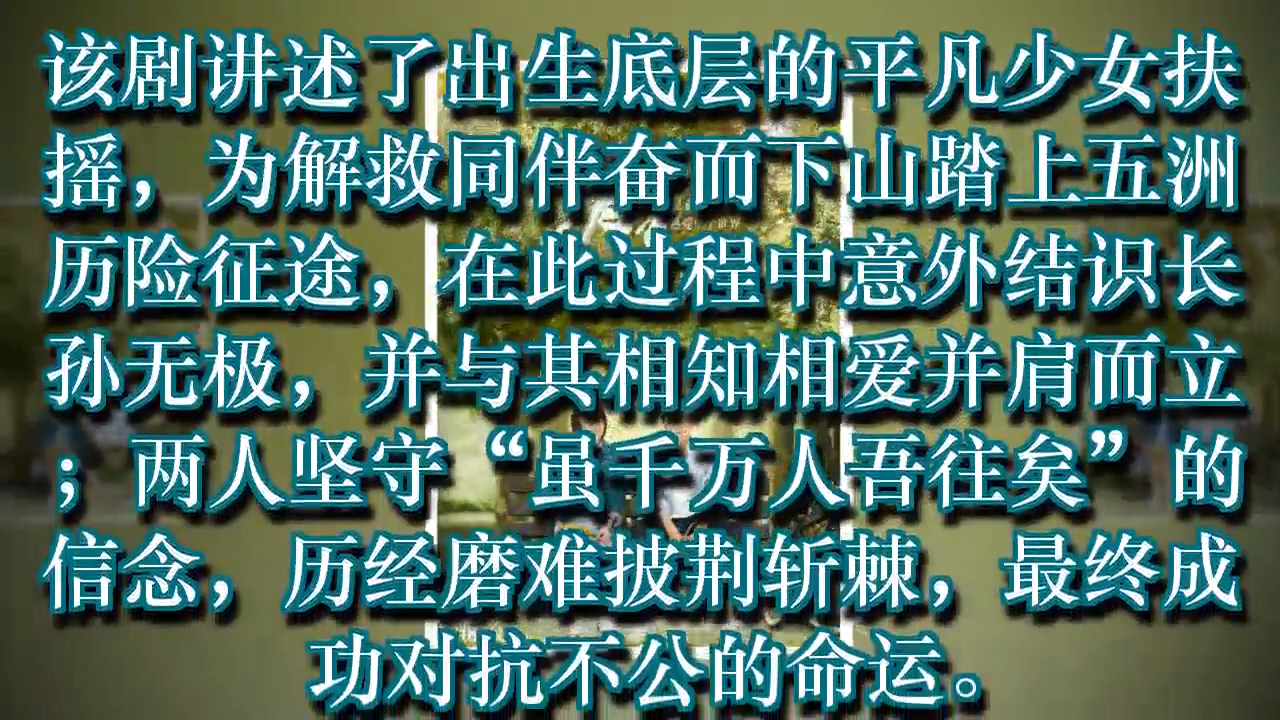 该剧讲述了出生底层的平凡少女扶
摇，为解救同伴奋而下山踏上五洲
历险征途，在此过程中意外结识长
孙无极，并与其相知相爱并肩而立
；两人坚守“虽千万人吾往矣”的
信念，历经磨难披荆斩棘，最终成
功对抗不公的命运。